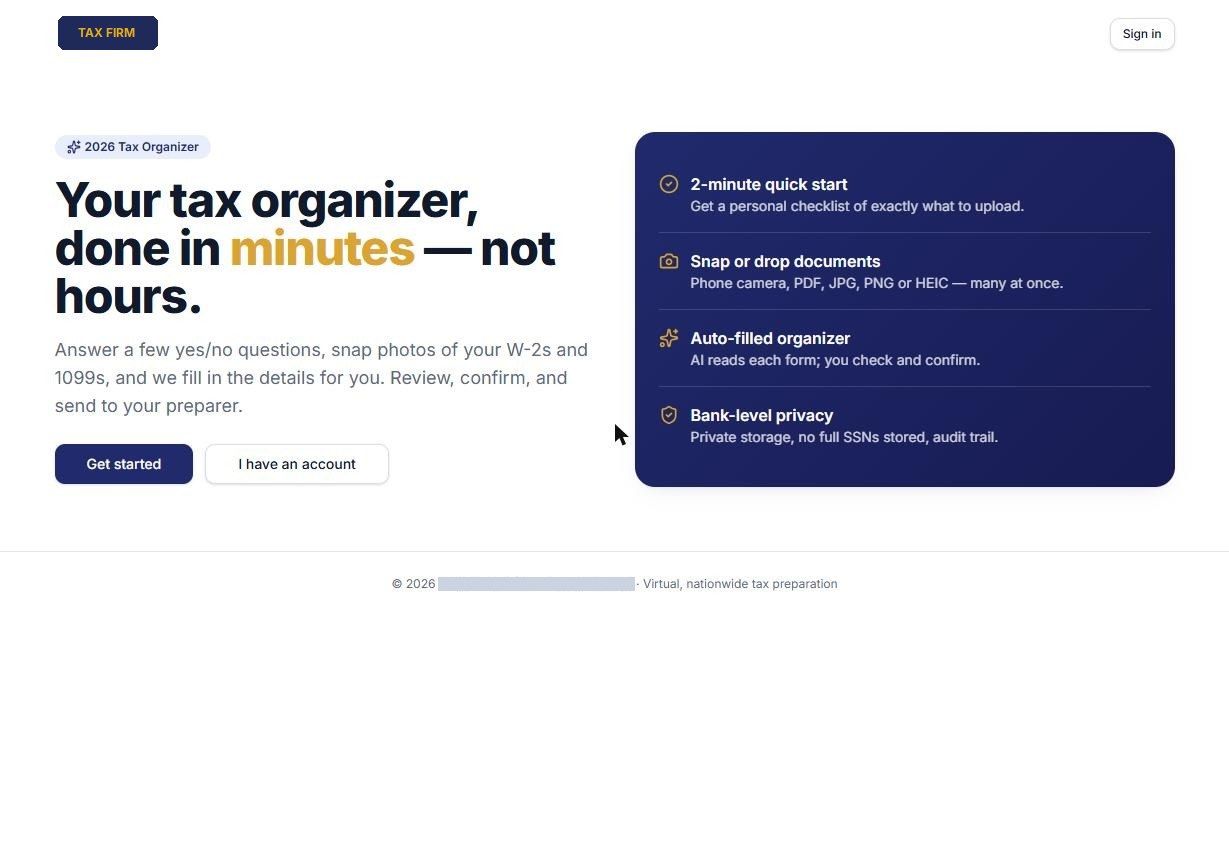 TAX FIRM
Sign in
2026 Tax Organizer
Your tax organizer,
done in minutes — not
hours.
Answer a few yes/no questions, snap photos of your W-2s and
1099s, and we fill in the details for you. Review, confirm, and
send to your preparer.
Get started
I have an account
2-minute quick start
Get a personal checklist of exactly what to upload.
Snap or drop documents
Phone camera, PDF, JPG, PNG or HEIC — many at once.
Auto-filled organizer
AI reads each form; you check and confirm.
Bank-level privacy
Private storage, no full SSNs stored, audit trail.
© 2026 · Virtual, nationwide tax preparation